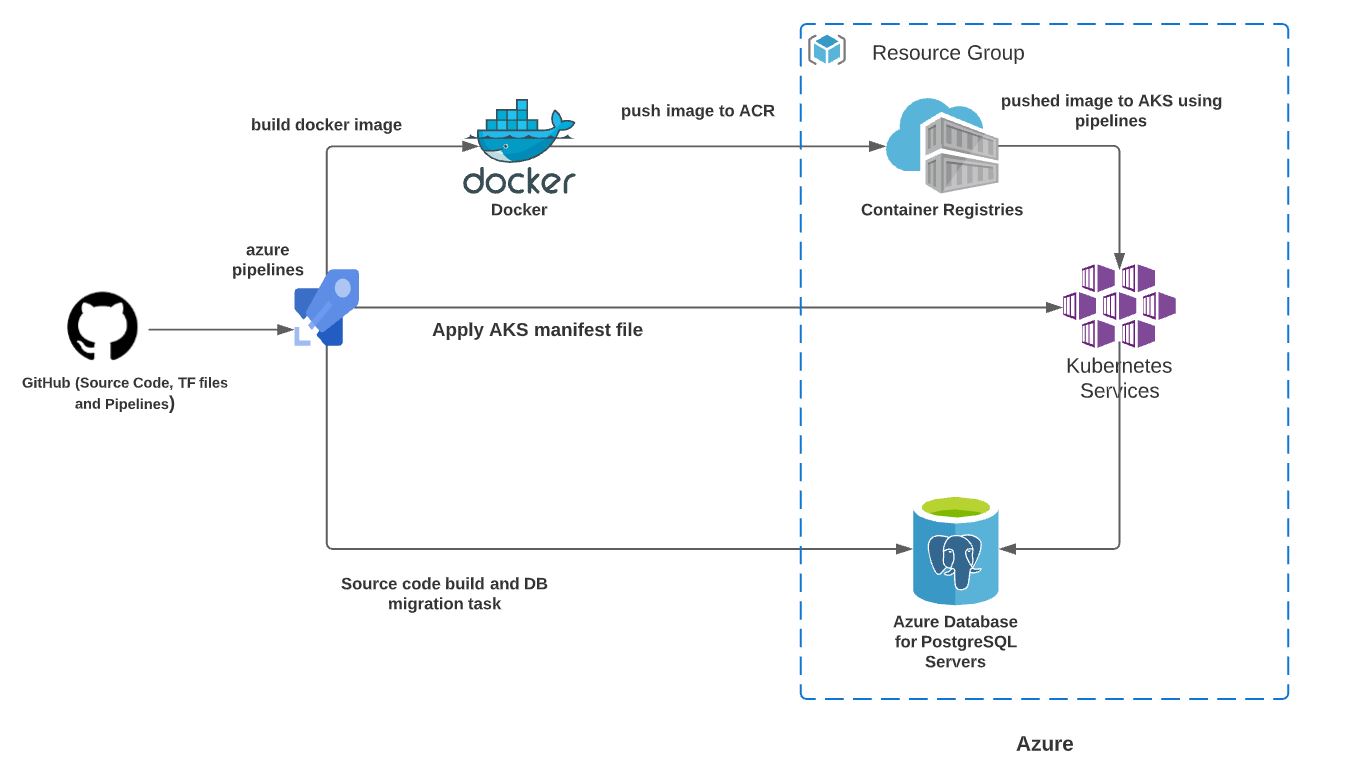 Resource Group
build docker image
push image to ACR
pushed image to AKS using
pipelines
docker
Docker
Container Registries
azure
pipelines
Apply AKS manifest file
GitHub (Source Code, TF files
and Pipelines)
Kubernetes
Services
Source code build and DB
migration task
Azure Database
for PostgreSQL
Servers
Azure